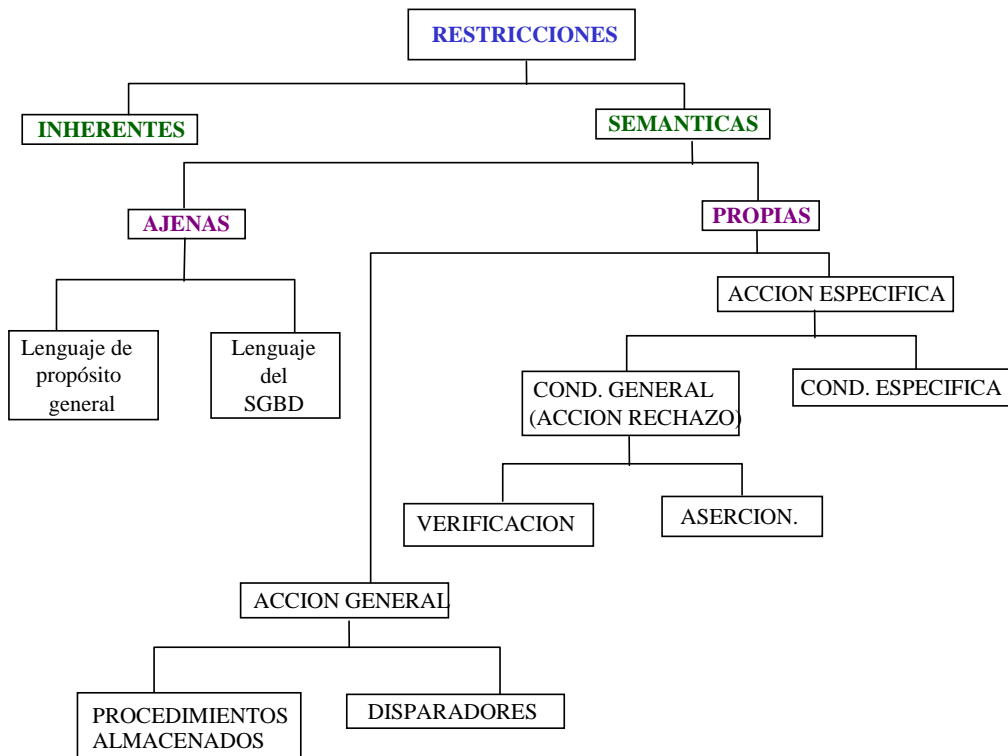 RESTRICCIONES
INHERENTES
SEMANTICAS
AJENAS
PROPIAS
ACCION ESPECIFICA
Lenguaje de
propósito
general
Lenguaje
del
SGBD
COND. GENERAL
(ACCION RECHAZO)
COND. ESPECIFICA
VERIFICACION
ASERCION.
ACCION GENERAL
PROCEDIMIENTOS
ALMACENADOS
DISPARADORES